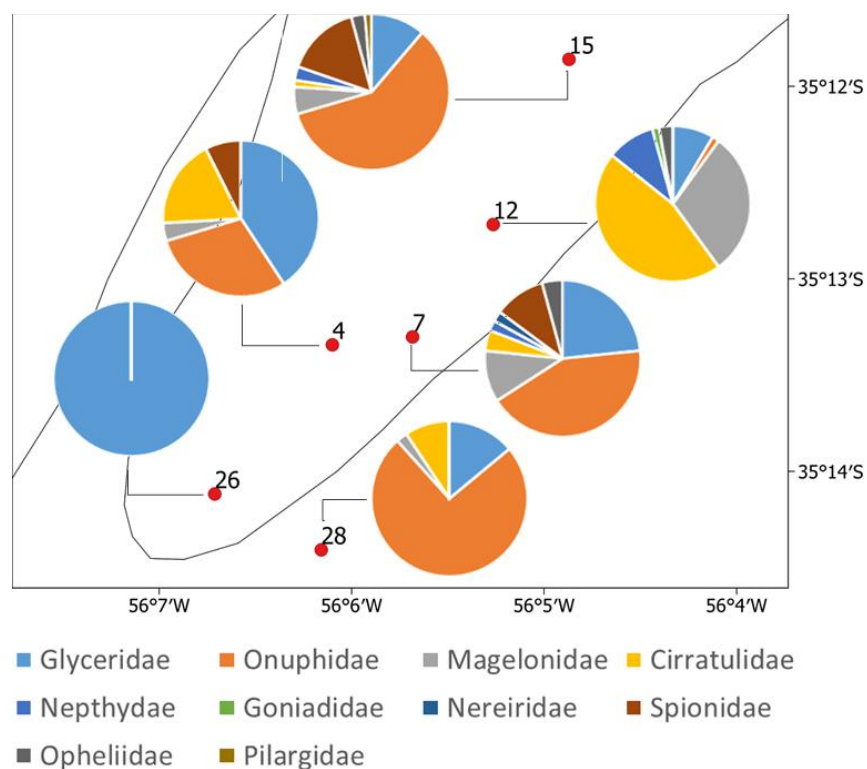 15
35°12′S
12
35°13′S
4
7
35°14′S
26
28
56°7′W 56°6′W 56°5′W 56°4′W
Glyceridae Onuphidae Magelonidae Cirratulidae
Nepthydae Goniadidae Nereiridae Spionidae
Opheliidae Pilargidae